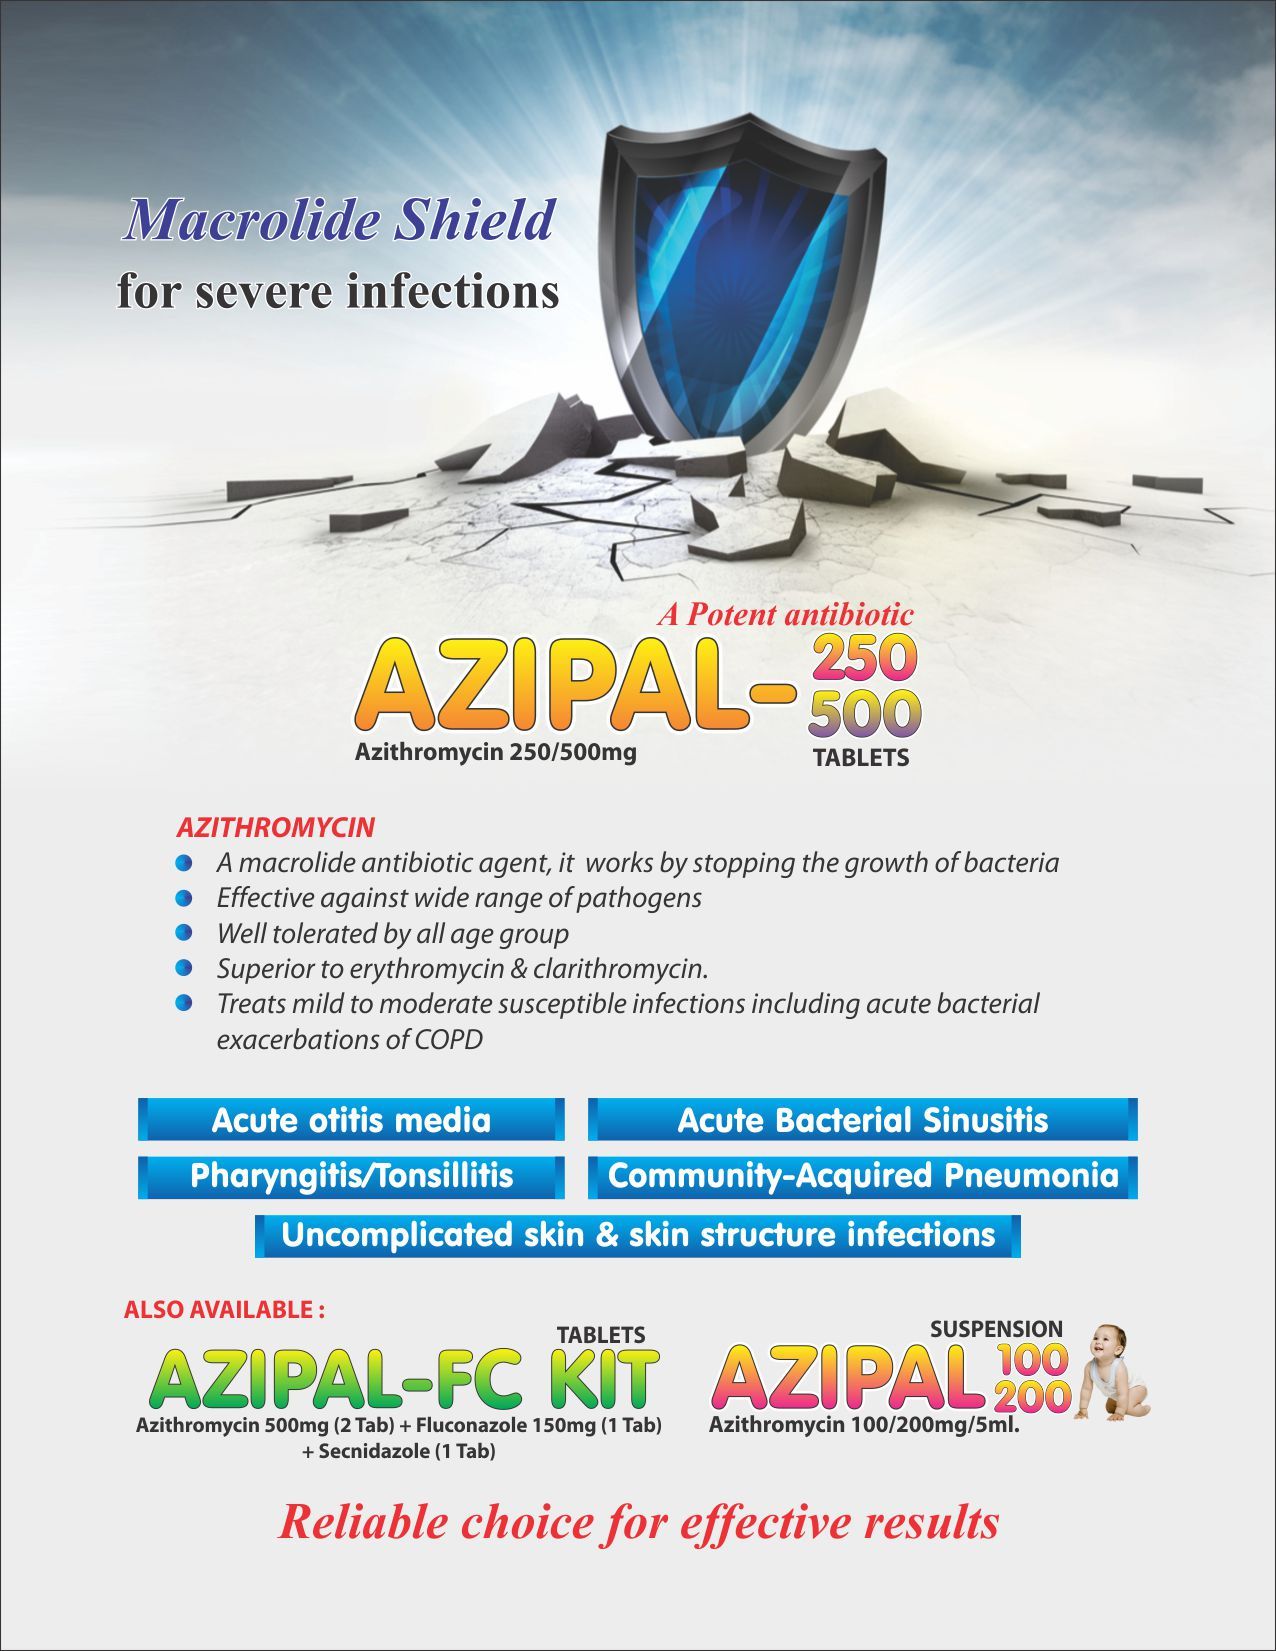 Macrolide Shield
for severe infections
A Potent antibiotic
AZIPAL-250
500
Azithromycin 250/500mg
TABLETS
AZITHROMYCIN
A macrolide antibiotic agent, it works by stopping the growth of bacteria
Effective against wide range of pathogens
Well tolerated by all age group
Superior to erythromycin & clarithromycin.
Treats mild to moderate susceptible infections including acute bacterial
exacerbations of COPD
Acute otitis media
Acute Bacterial Sinusitis
Pharyngitis/Tonsillitis
Community-Acquired Pneumonia
Uncomplicated skin & skin structure infections
ALSO AVAILABLE :
TABLETS
AZIPAL-FC KIT
Azithromycin 500mg (2 Tab) + Fluconazole 150mg (1 Tab)
+ Secnidazole (1 Tab)
SUSPENSION
AZIPAL 100
200
Azithromycin 100/200mg/5ml.
Reliable choice for effective results